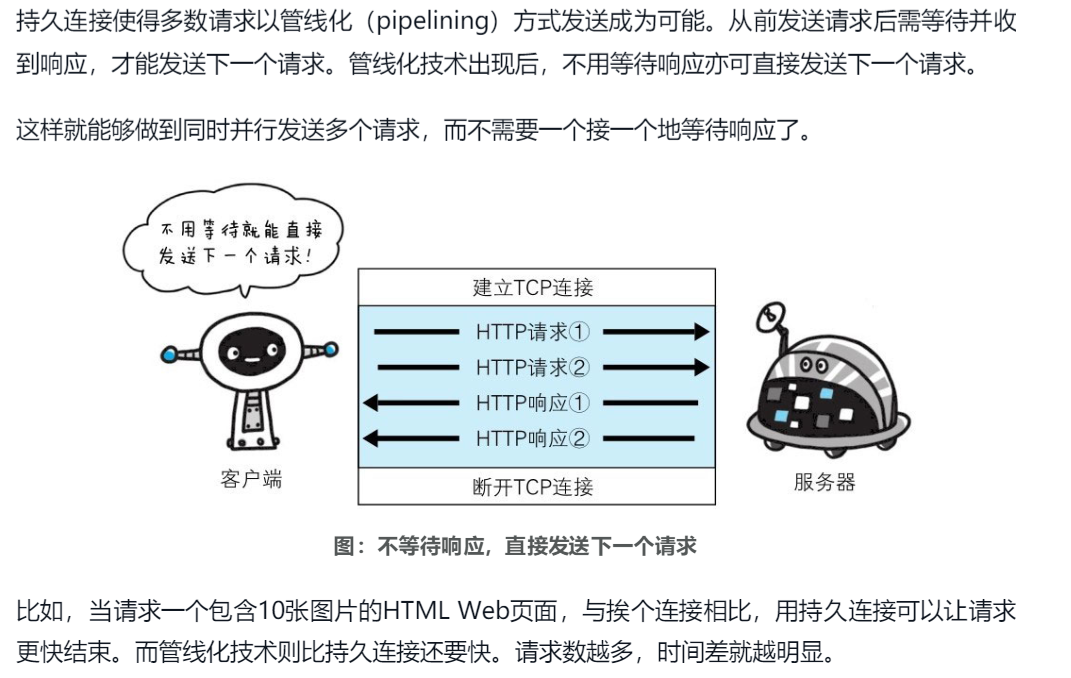 持久连接使得多数请求以管线化（pipelining）方式发送成为可能。从前发送请求后需等待并收
到响应，才能发送下一个请求。管线化技术出现后，不用等待响应亦可直接发送下一个请求。
这样就能够做到同时并行发送多个请求，而不需要一个接一个地等待响应了。
不用等待就能直接
发送下一个请求！
建立TCP连接
HTTP请求①
HTTP请求②
HTTP响应①
HTTP响应②
断开TCP连接
客户端
服务器
图：不等待响应，直接发送下一个请求
比如，当请求一个包含10张图片的HTML Web页面，与挨个连接相比，用持久连接可以让请求
更快结束。而管线化技术则比持久连接还要快。请求数越多，时间差就越明显。